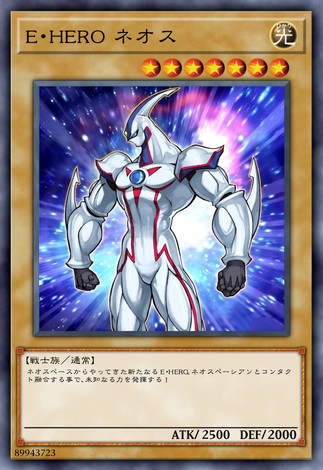 E・HERO ネオス
光
【戦士族／通常】
ネオスペースからやってきた新たなるE・HERO。ネオスペーシアンとコンタク
ト融合する事で、未知なる力を発揮する！
ATK/ 2500 DEF/ 2000
89943723